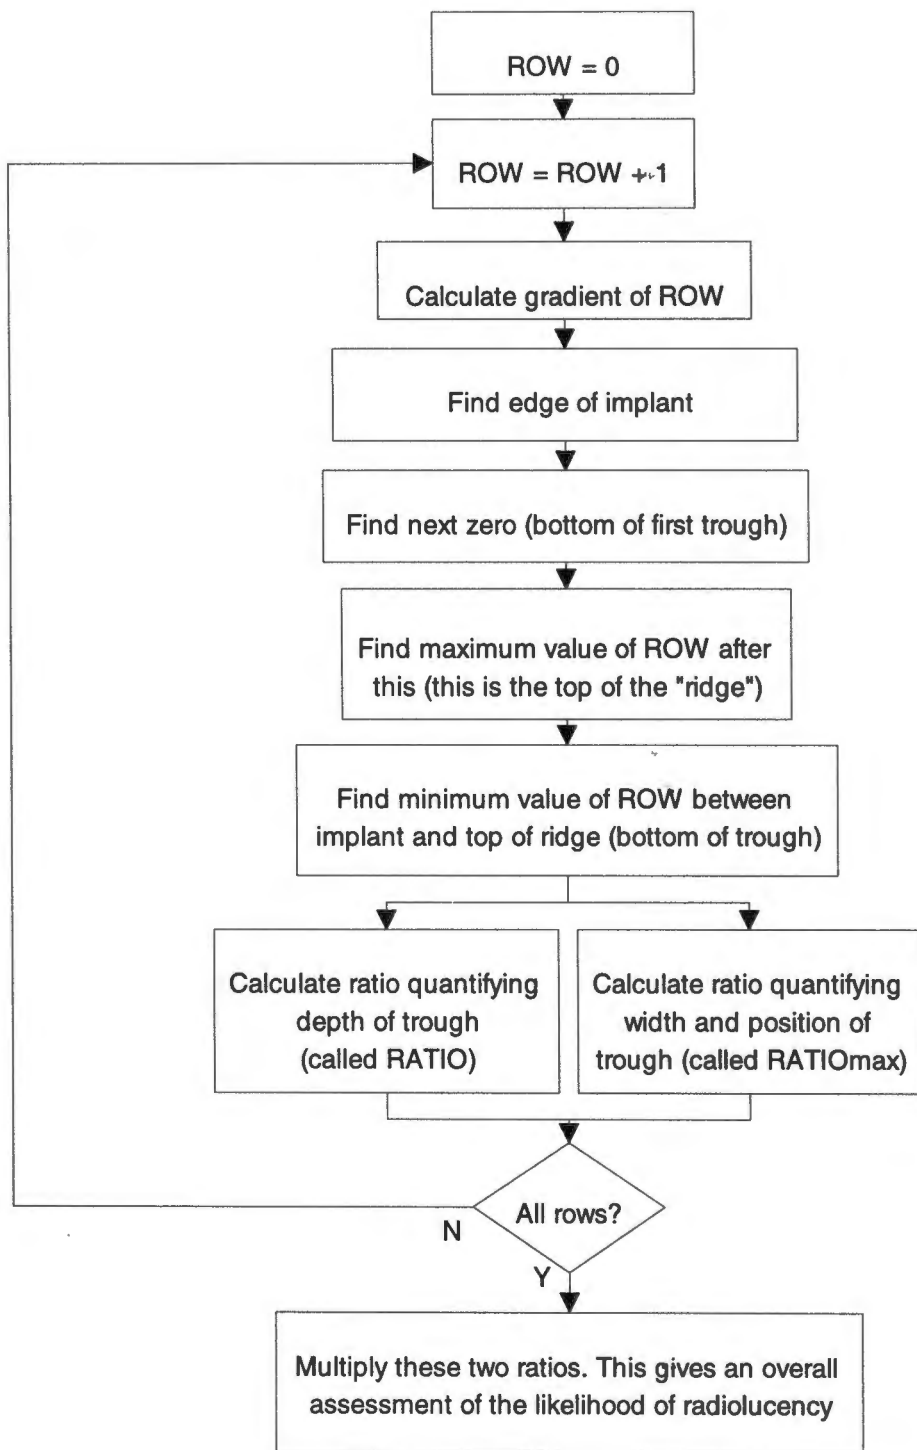 ROW = 0
ROW = ROW + 1
Calculate gradient of ROW
Find edge of implant
Find next zero (bottom of first trough)
Find maximum value of ROW after
this (this is the top of the "ridge")
Find minimum value of ROW between
implant and top of ridge (bottom of trough)
Calculate ratio quantifying
depth of trough
(called RATIO)
Calculate ratio quantifying
width and position of
trough (called RATIOmax)
All rows?
N
Y
Multiply these two ratios. This gives an overall
assessment of the likelihood of radiolucency